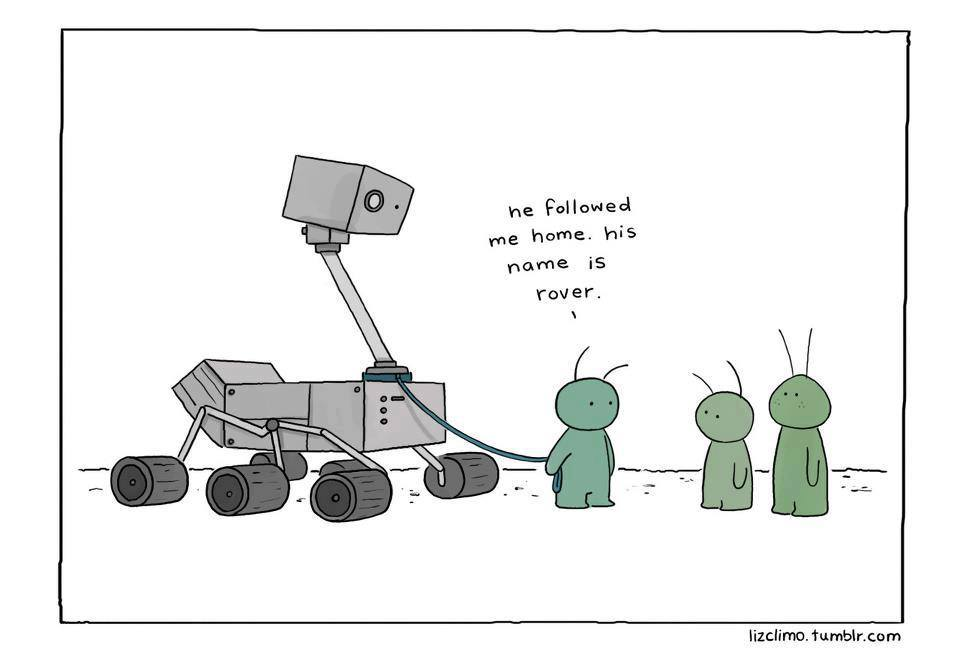 he followed
me home. his
name is
rover.
lizclimo.tumblr.com